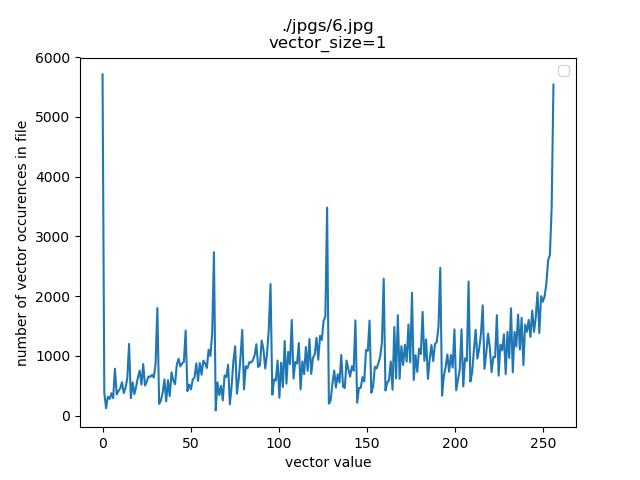 ./jpgs/6.jpg
vector_size=1
6000
5000
4000
3000
2000
1000
0
number of vector occurences in file
0 50 100 150 200 250
vector value